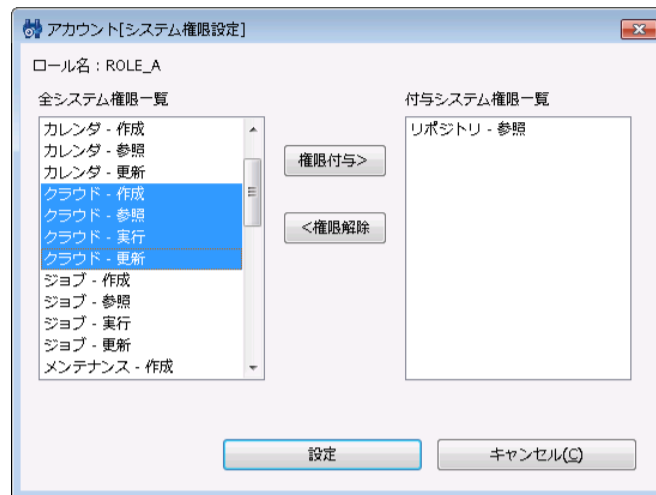 アカウント[システム権限設定]
ロール名 : ROLE_A
全システム権限一覧
カレンダ - 作成
カレンダ - 参照
カレンダ - 更新
クラウド - 作成
クラウド - 参照
クラウド - 実行
クラウド - 更新
ジョブ - 作成
ジョブ - 参照
ジョブ - 実行
ジョブ - 更新
メンテナンス - 作成
権限付与>
<権限解除
付与システム権限一覧
リポジトリ - 参照
設定
キャンセル(C)